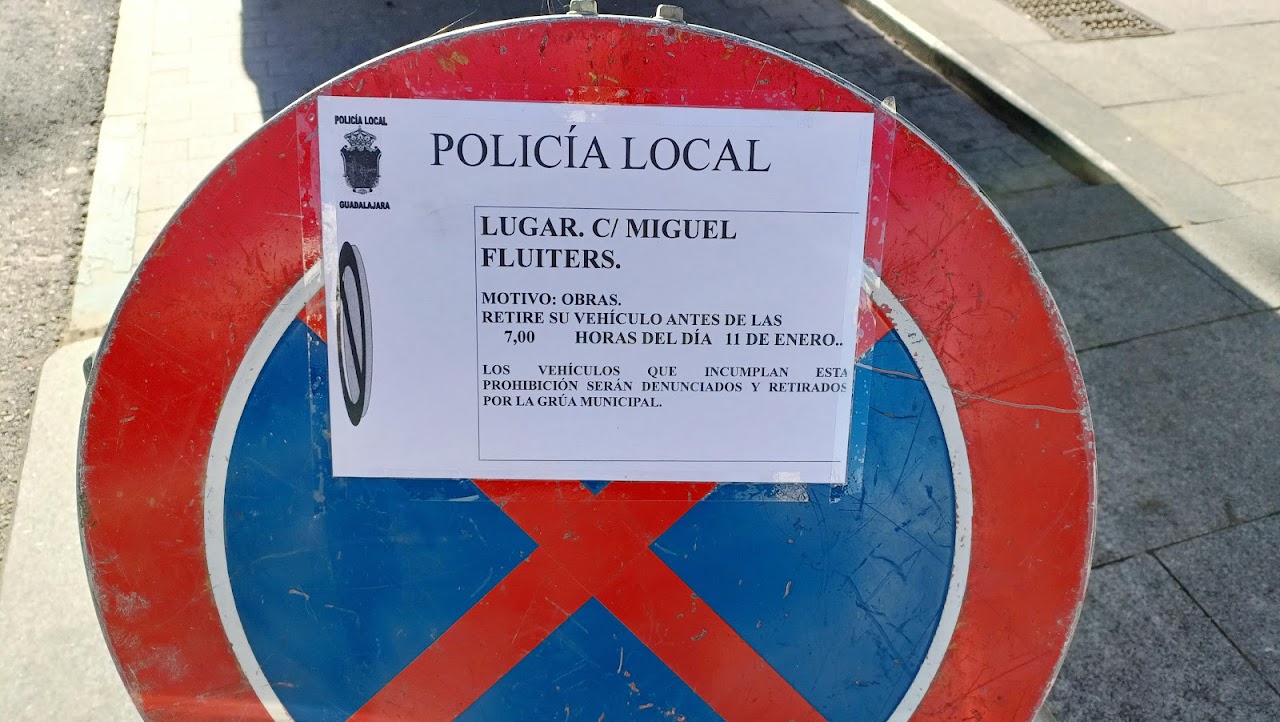 POLICÍA LOCAL
GUADALAJARA
POLICÍA LOCAL
LUGAR. C/ MIGUEL
FLUITERS.
MOTIVO: OBRAS.
RETIRE SU VEHÍCULO ANTES DE LAS
7,00 HORAS DEL DÍA 11 DE ENERO..
LOS VEHÍCULOS QUE INCUMPLAN ESTA
PROHIBICIÓN SERÁN DENUNCIADOS Y RETIRADOS
POR LA GRÚA MUNICIPAL.